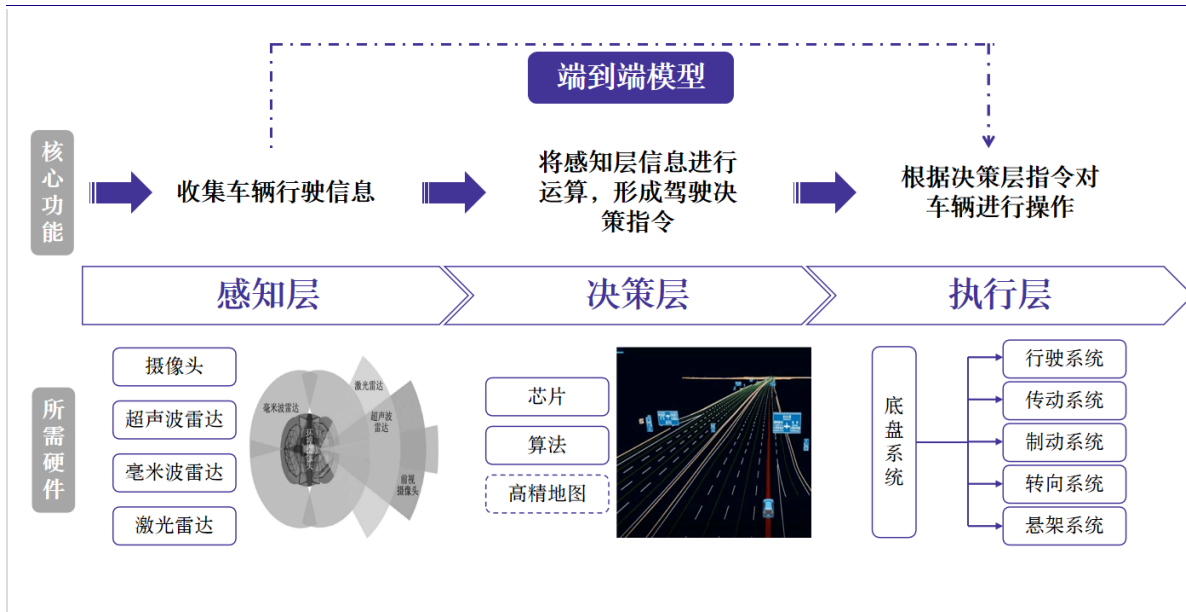 端到端模型
核心功能
收集车辆行驶信息
将感知层信息进行
运算，形成驾驶决
策指令
根据决策层指令对
车辆进行操作
感知层
决策层
执行层
所需硬件
摄像头
超声波雷达
毫米波雷达
激光雷达
毫米波雷达
激光雷达
超声波
雷达
前视
摄像头
芯片
算法
高精地图
底盘系统
行驶系统
传动系统
制动系统
转向系统
悬架系统